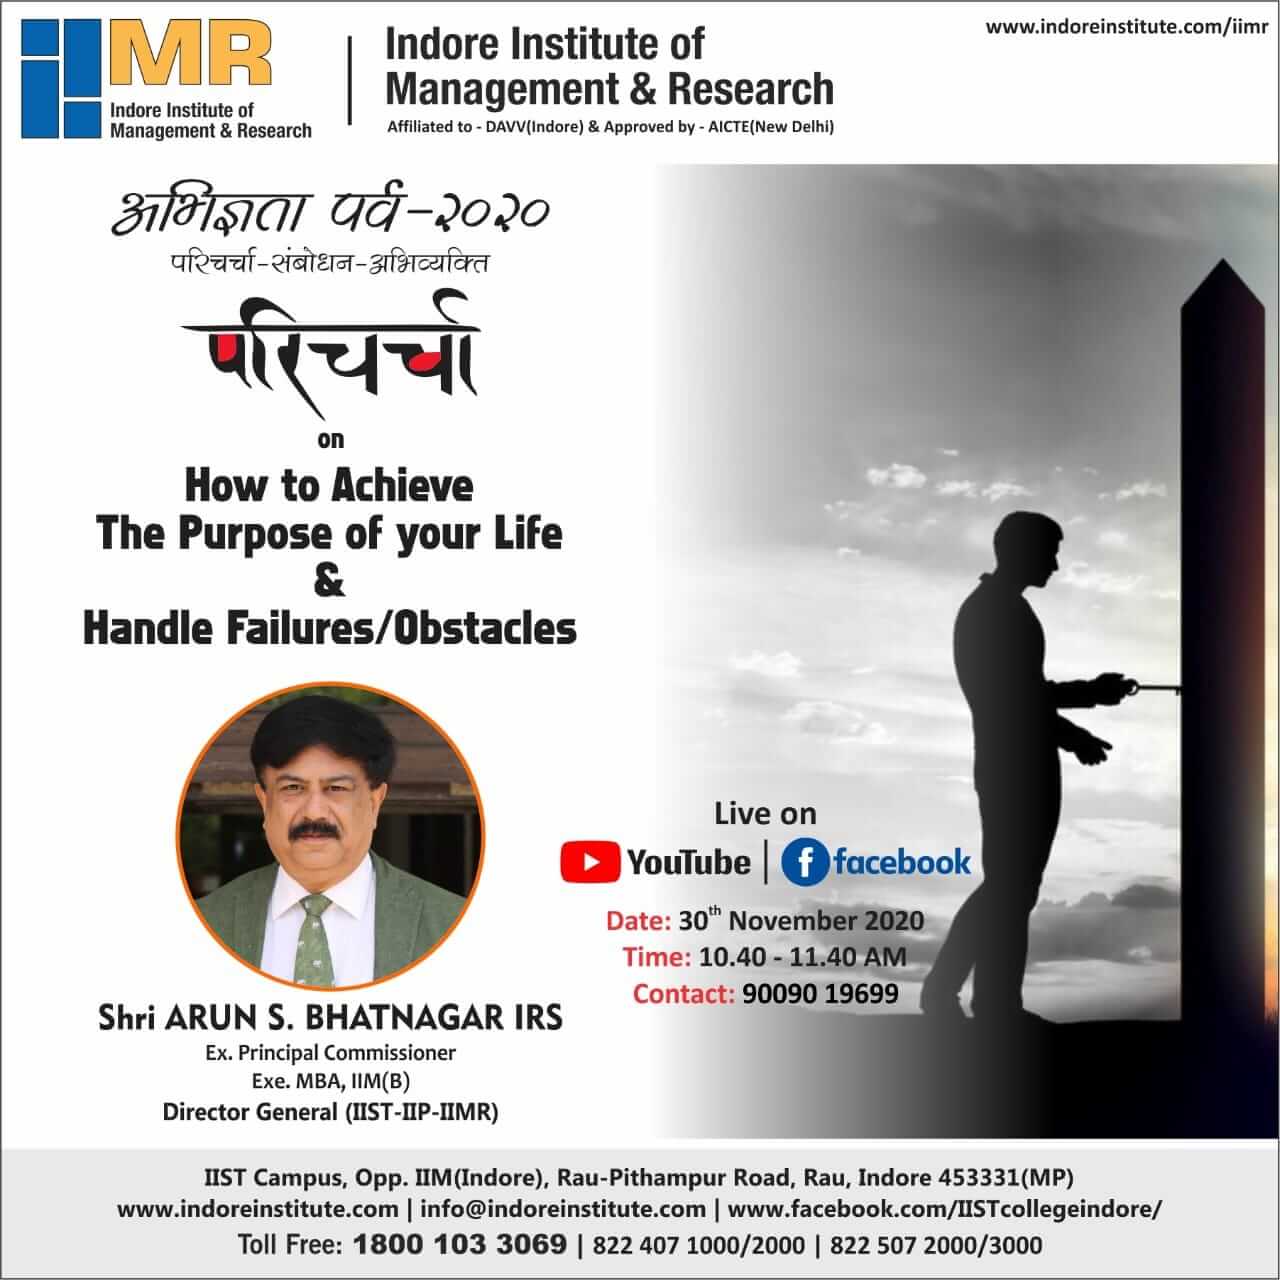 www.indoreinstitute.com/iimr
IIMR
Indore Institute of
Management & Research
Indore Institute of
Management & Research
Affiliated to - DAVV(Indore) & Approved by - AICTE(New Delhi)
अभिज्ञता पर्व-२०२०
परिचर्चा-संबोधन-अभिव्यक्ति
परिचर्चा
on
How to Achieve
The Purpose of your Life
&
Handle Failures/Obstacles
Live on
YouTube | facebook
Date: 30th November 2020
Time: 10.40 - 11.40 AM
Contact: 90090 19699
Shri ARUN S. BHATNAGAR IRS
Ex. Principal Commissioner
Exe. MBA, IIM(B)
Director General (IIST-IIP-IIMR)
IIST Campus, Opp. IIM(Indore), Rau-Pithampur Road, Rau, Indore 453331(MP)
www.indoreinstitute.com | info@indoreinstitute.com | www.facebook.com/IISTcollegeindore/
Toll Free: 1800 103 3069 | 822 407 1000/2000 | 822 507 2000/3000